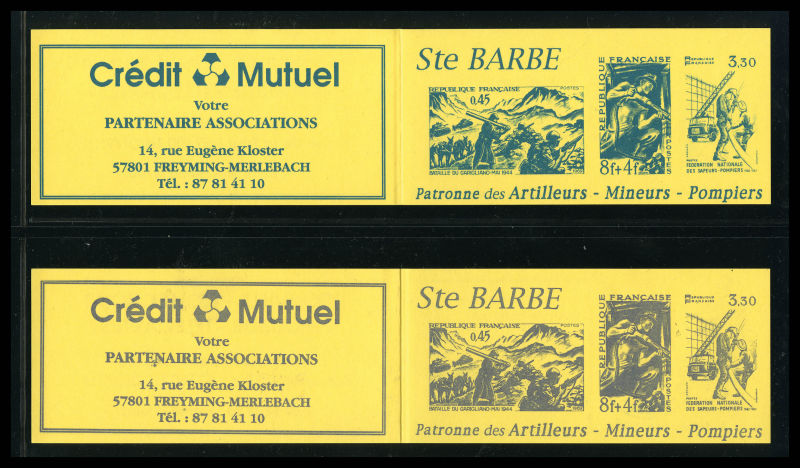 Crédit Mutuel
Votre
PARTENAIRE ASSOCIATIONS
14, rue Eugène Kloster
57801 FREYMING-MERLEBACH
Tél. : 87 81 41 10
Ste BARBE
REPUBLIQUE FRANÇAISE POSTES
0,45
BATAILLE DU GARIGLIANO-MAI 1944
REPUBLIQUE FRANÇAISE
8f+4f POSTES
REPUBLIQUE FRANÇAISE
3,30
FEDERATION NATIONALE
DES SAPEURS-POMPIERS
Patronne des Artilleurs - Mineurs - Pompiers
Crédit Mutuel
Votre
PARTENAIRE ASSOCIATIONS
14, rue Eugène Kloster
57801 FREYMING-MERLEBACH
Tél. : 87 81 41 10
Ste BARBE
REPUBLIQUE FRANÇAISE POSTES
0,45
BATAILLE DU GARIGLIANO-MAI 1944
REPUBLIQUE FRANÇAISE
8f+4f POSTES
REPUBLIQUE FRANÇAISE
3,30
FEDERATION NATIONALE
DES SAPEURS-POMPIERS
Patronne des Artilleurs - Mineurs - Pompiers